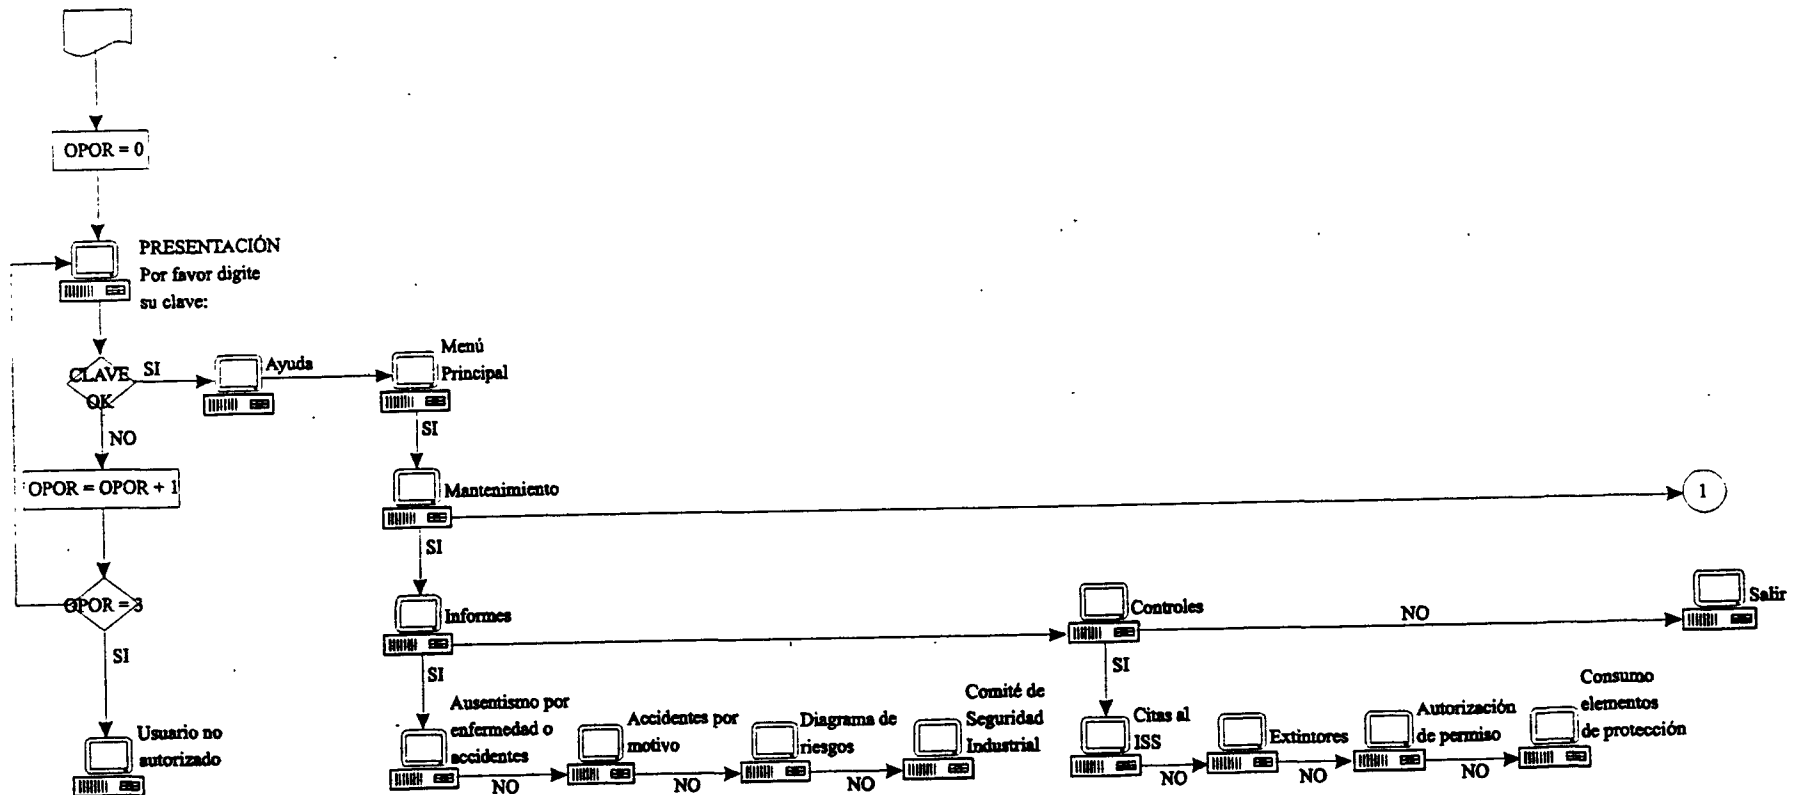 OPOR = 0
PRESENTACIÓN
Por favor digite
su clave:
CLAVE
OK
SI
Ayuda
Menú
Principal
NO
SI
OPOR = OPOR + 1
Mantenimiento
1
SI
OPOR = 3
Informes
Controles
NO
Salir
SI
SI
SI
Usuario no
autorizado
Ausentismo por
enfermedad o
accidentes
NO
Accidentes por
motivo
NO
Diagrama de
riesgos
NO
Comité de
Seguridad
Industrial
Citas al
ISS
NO
Extintores
NO
Autorización
de permiso
NO
Consumo
elementos
de protección